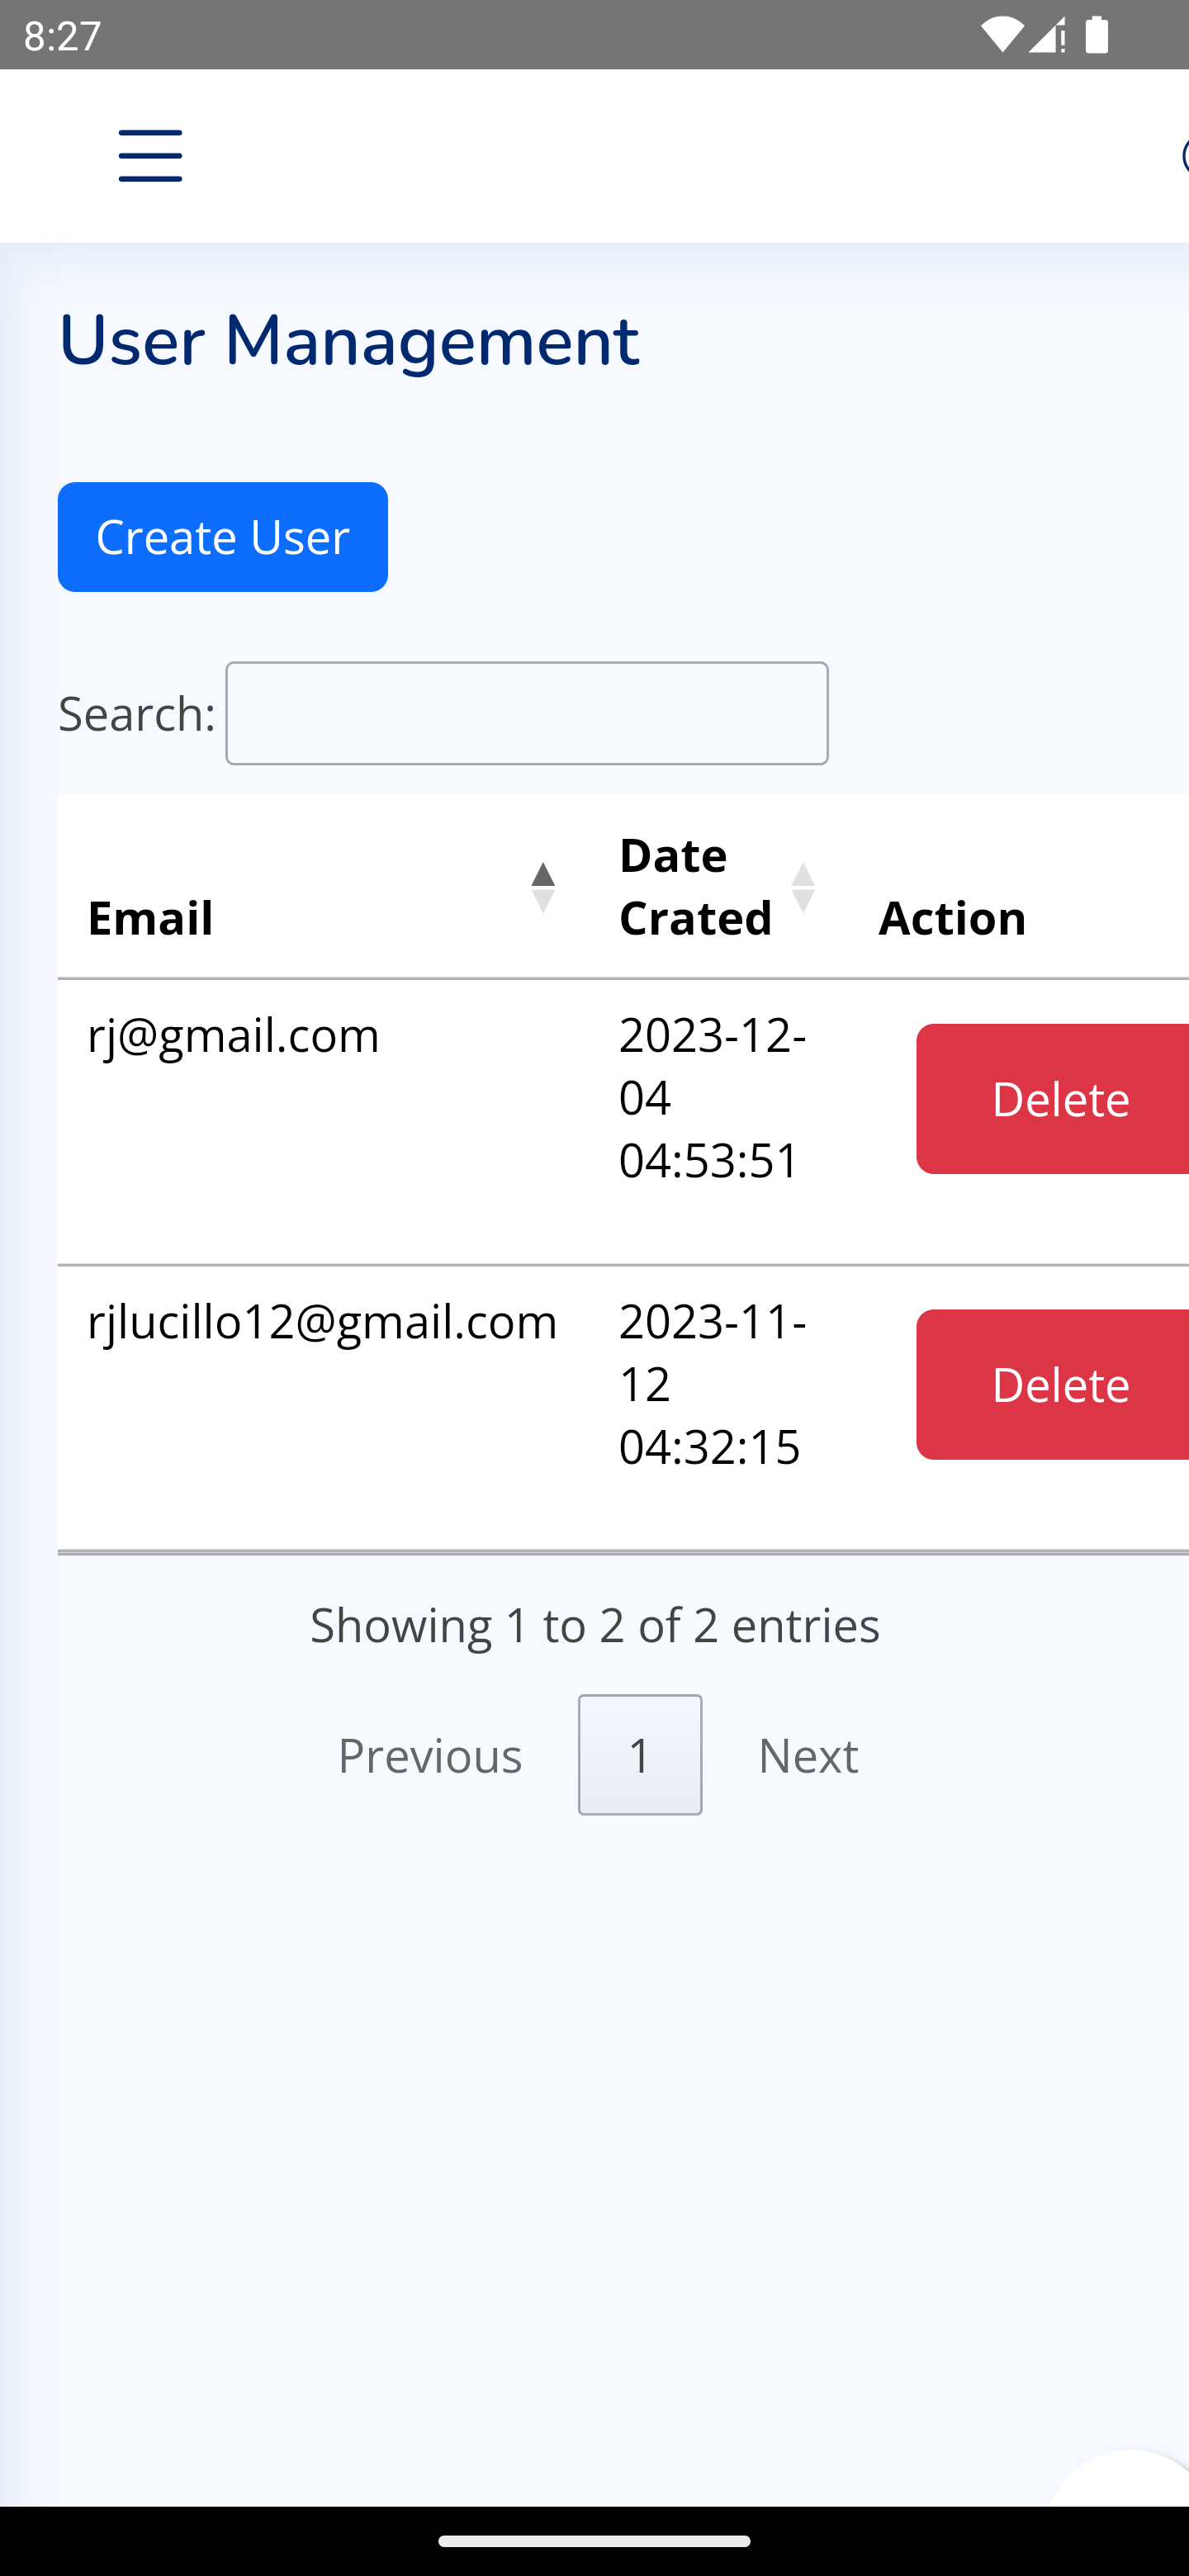 8:27
User Management
Create User
Search:
Email
Date
Crated
Action
rj@gmail.com
2023-12-
04
04:53:51
Delete
rjlucillo12@gmail.com
2023-11-
12
04:32:15
Delete
Showing 1 to 2 of 2 entries
Previous 1 Next